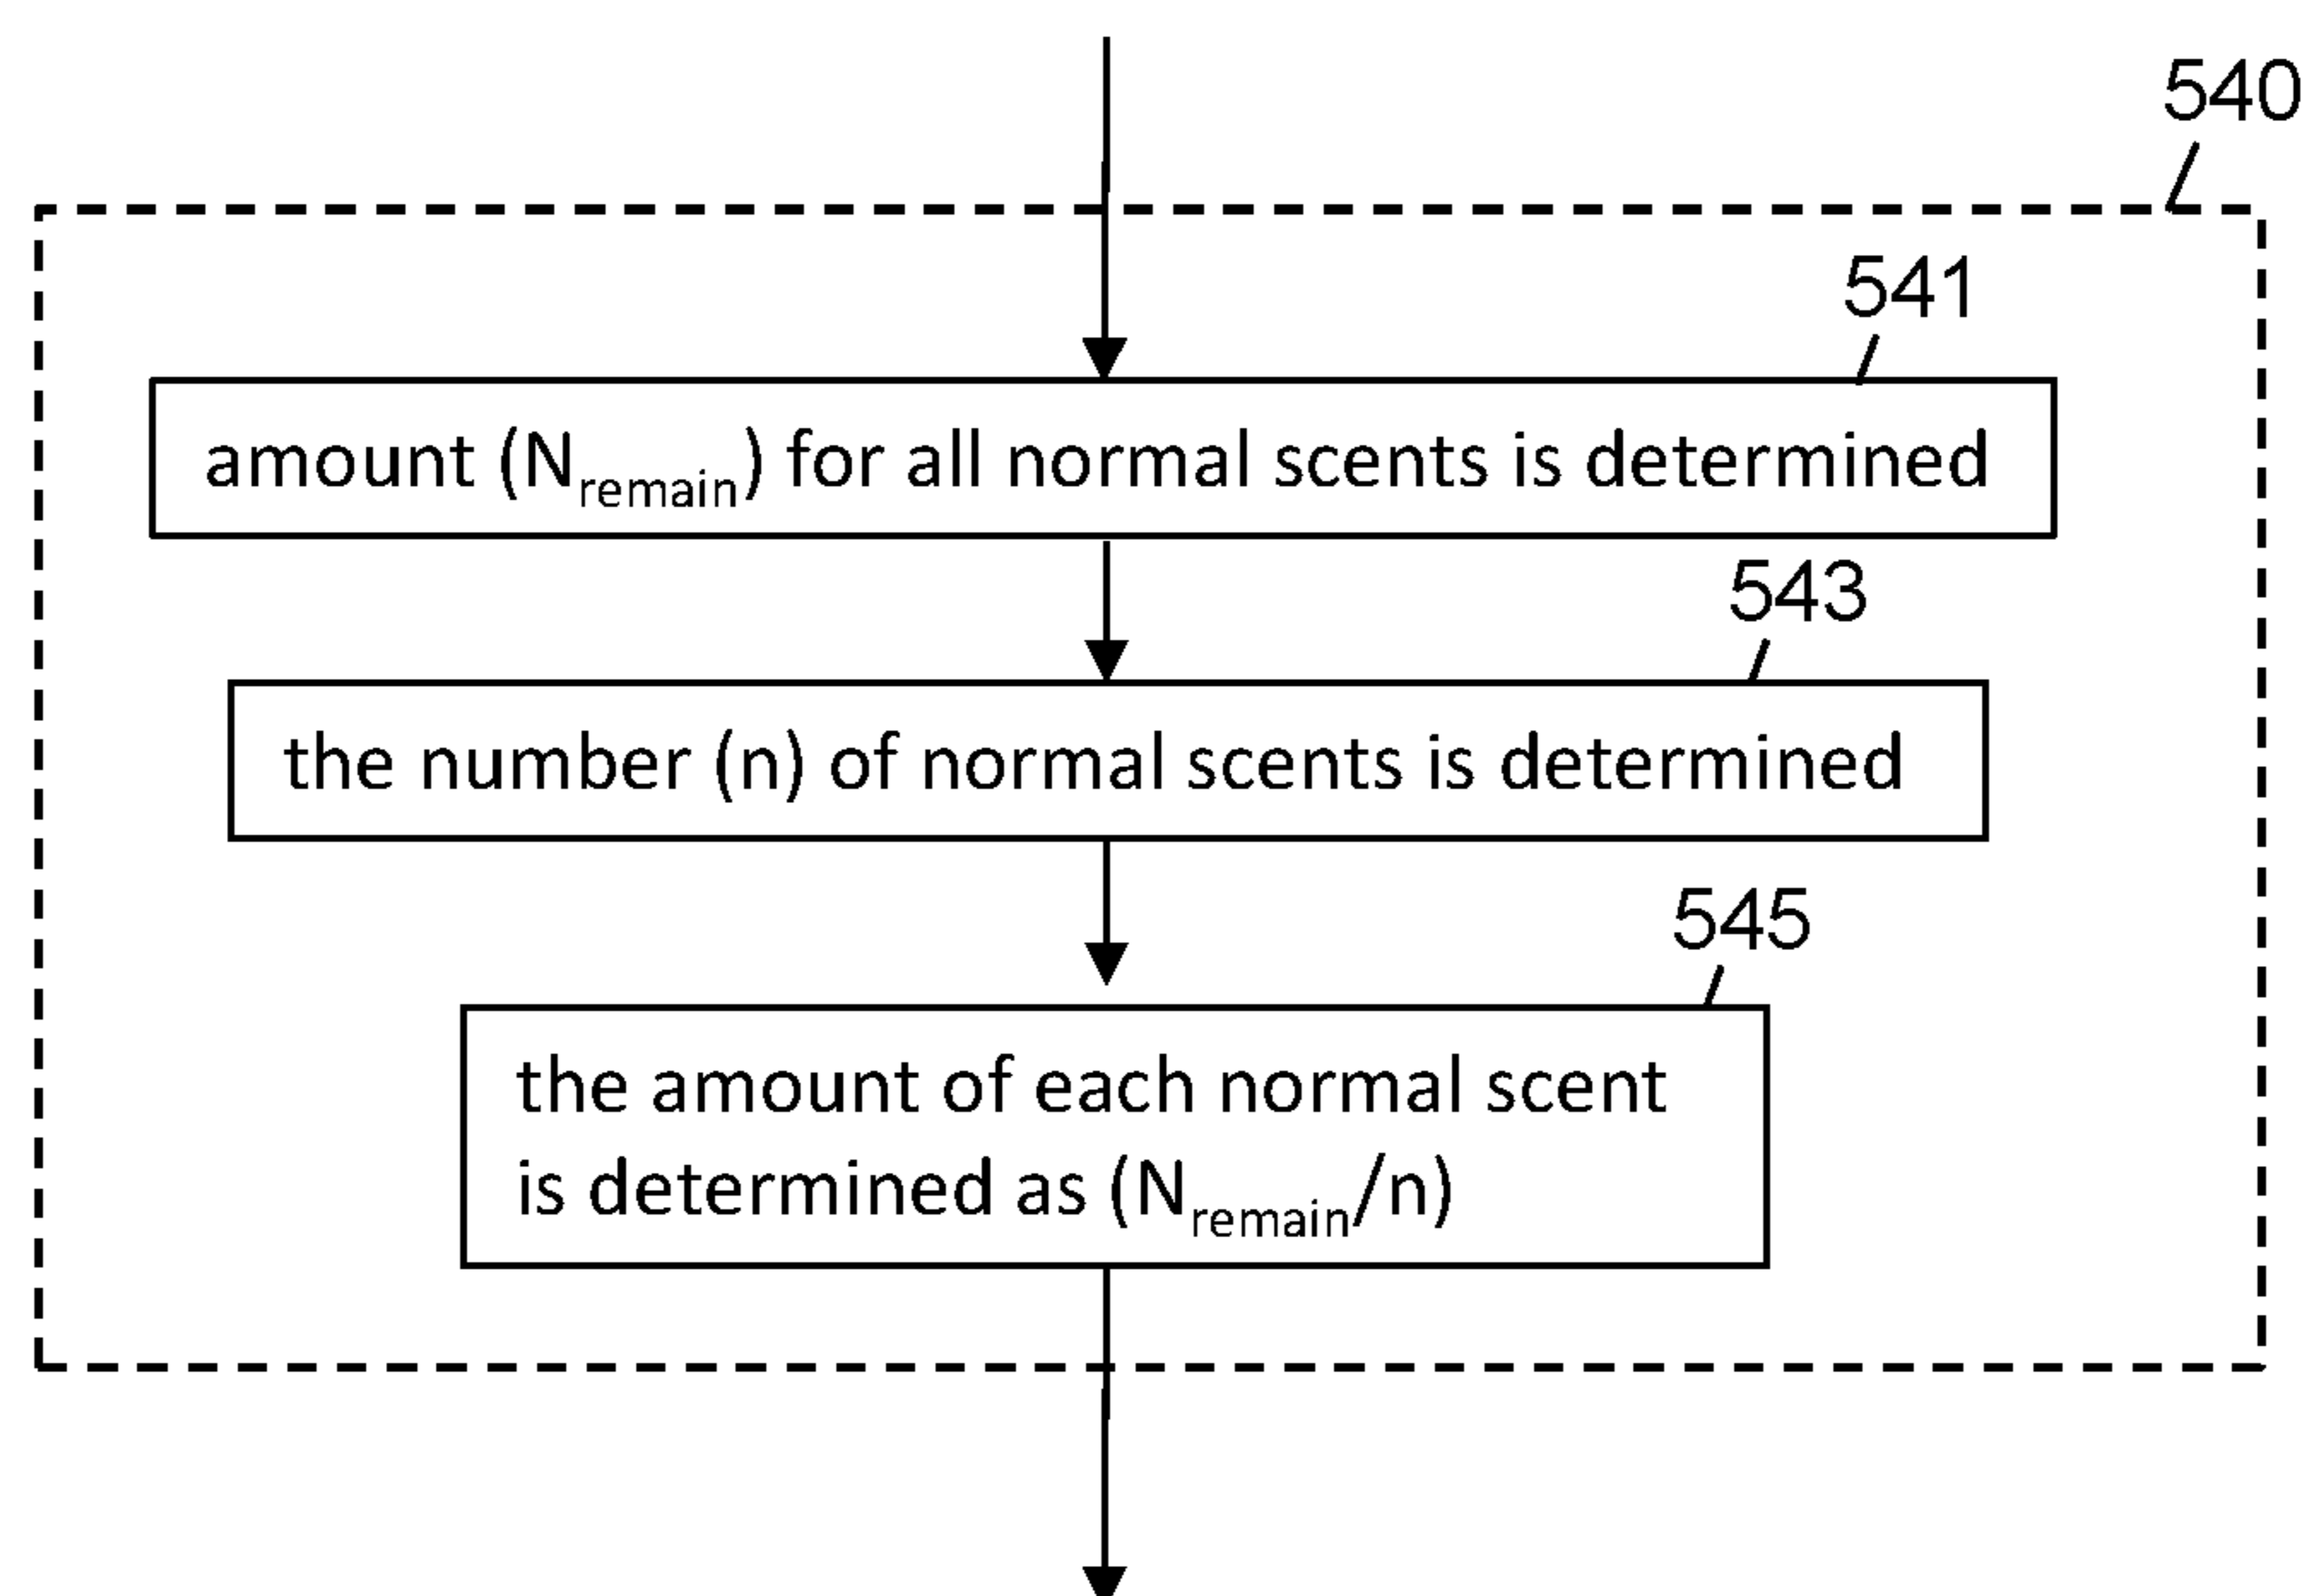 540
541
amount (Nremain) for all normal scents is determined
543
the number (n) of normal scents is determined
545
the amount of each normal scent
is determined as (Nremain/n)